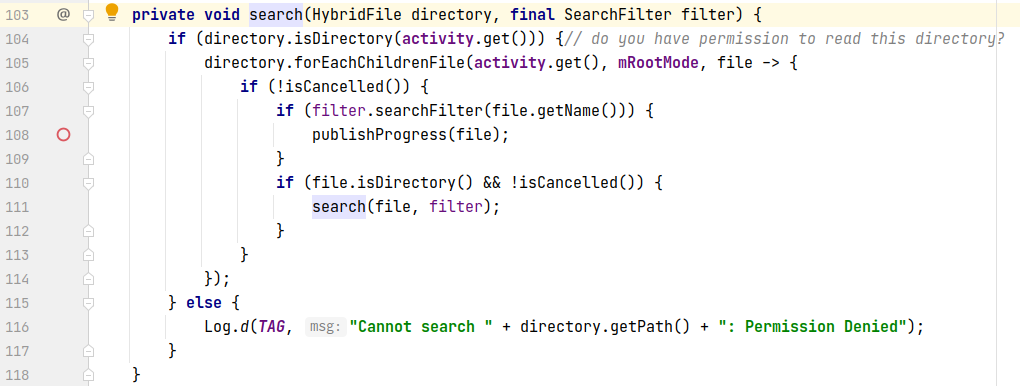 103 @ private void search(HybridFile directory, final SearchFilter filter) {
104 if (directory.isDirectory(activity.get())) {// do you have permission to read this directory?
105 directory.forEachChildrenFile(activity.get(), mRootMode, file -> {
106 if (!isCancelled()) {
107 if (filter.searchFilter(file.getName())) {
108 publishProgress(file);
109 }
110 if (file.isDirectory() && !isCancelled()) {
111 search(file, filter);
112 }
113 }
114 });
115 } else {
116 Log.d(TAG, msg: "Cannot search " + directory.getPath() + ": Permission Denied");
117 }
118 }